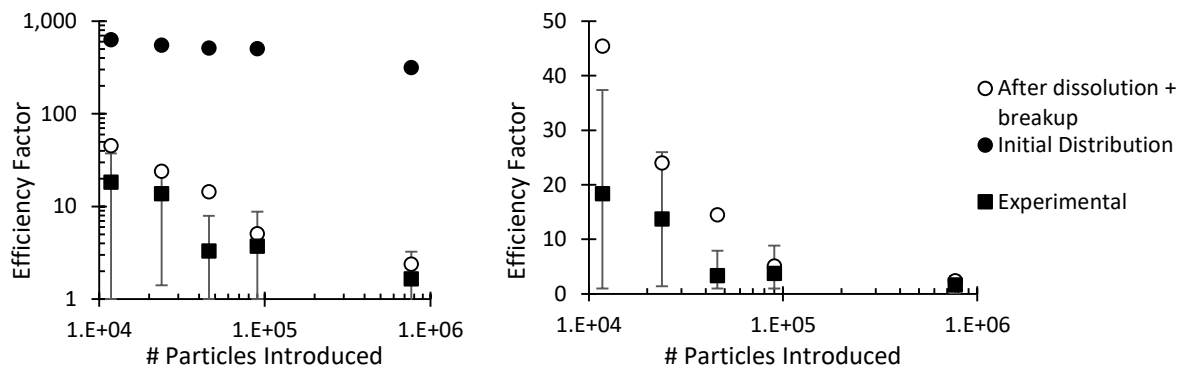 1,000
100
10
1
Efficiency Factor
1.E+04
1.E+05
1.E+06
# Particles Introduced
50
40
30
20
10
0
Efficiency Factor
1.E+04
1.E+05
1.E+06
# Particles Introduced
After dissolution +
breakup
Initial Distribution
Experimental